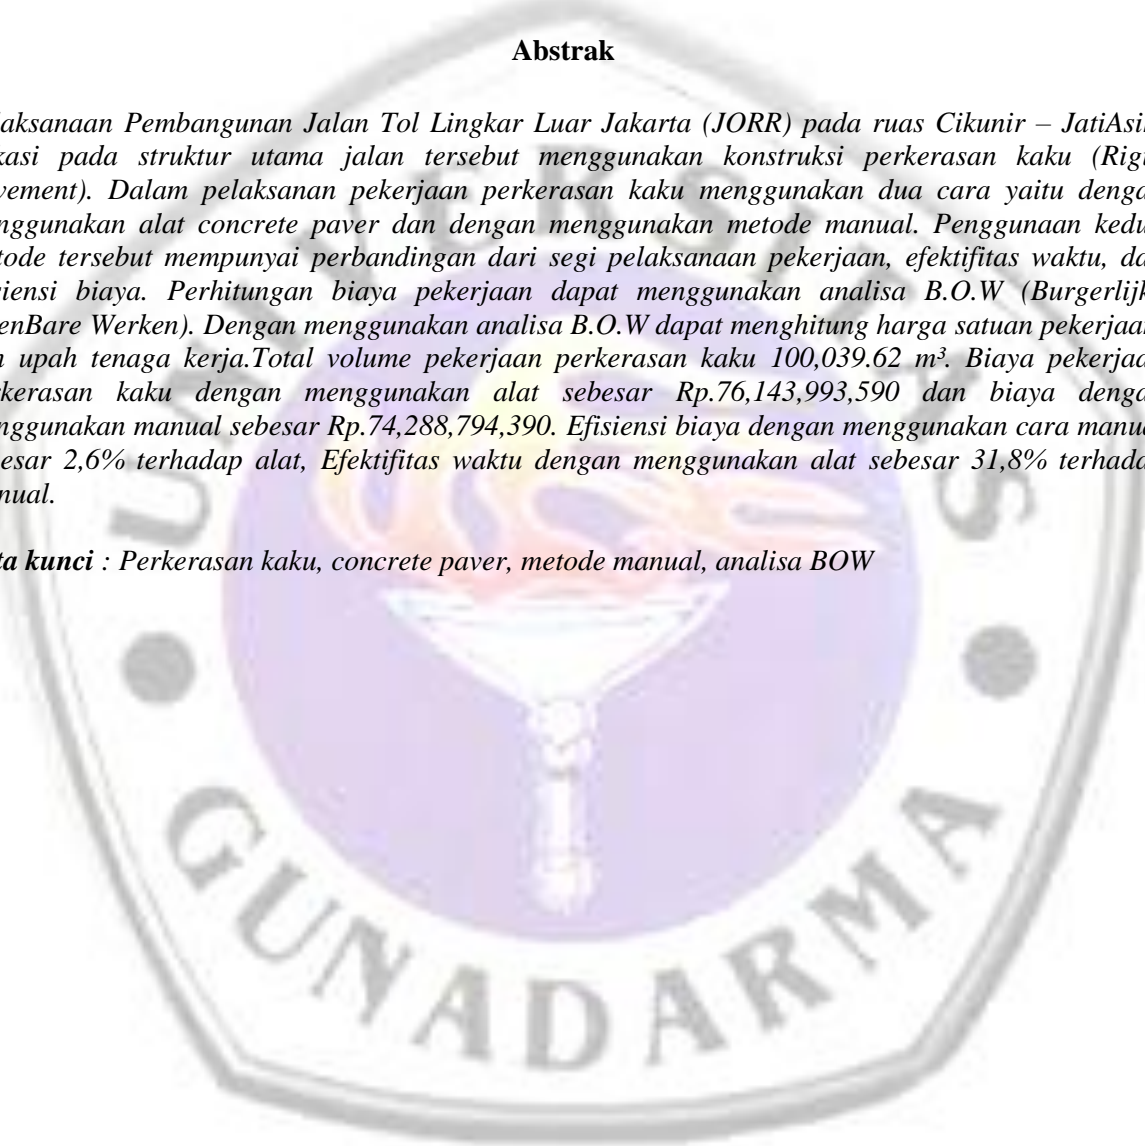 Abstrak
laksanaan Pembangunan Jalan Tol Lingkar Luar Jakarta (JORR) pada ruas Cikunir – JatiAsi
kasi pada struktur utama jalan tersebut menggunakan konstruksi perkerasan kaku (Rigi
vement). Dalam pelaksanan pekerjaan perkerasan kaku menggunakan dua cara yaitu denga
nggunakan alat concrete paver dan dengan menggunakan metode manual. Penggunaan kedu
tode tersebut mempunyai perbandingan dari segi pelaksanaan pekerjaan, efektifitas waktu, da
siensi biaya. Perhitungan biaya pekerjaan dapat menggunakan analisa B.O.W (Burgerlijk
enBare Werken). Dengan menggunakan analisa B.O.W dapat menghitung harga satuan pekerjaan
n upah tenaga kerja.Total volume pekerjaan perkerasan kaku 100,039.62 m³. Biaya pekerjaa
rkerasan kaku dengan menggunakan alat sebesar Rp.76,143,993,590 dan biaya denga
nggunakan manual sebesar Rp.74,288,794,390. Efisiensi biaya dengan menggunakan cara manua
besar 2,6% terhadap alat, Efektifitas waktu dengan menggunakan alat sebesar 31,8% terhada
nual.
ta kunci : Perkerasan kaku, concrete paver, metode manual, analisa BOW
UNIVERSITAS
GUNADARMA